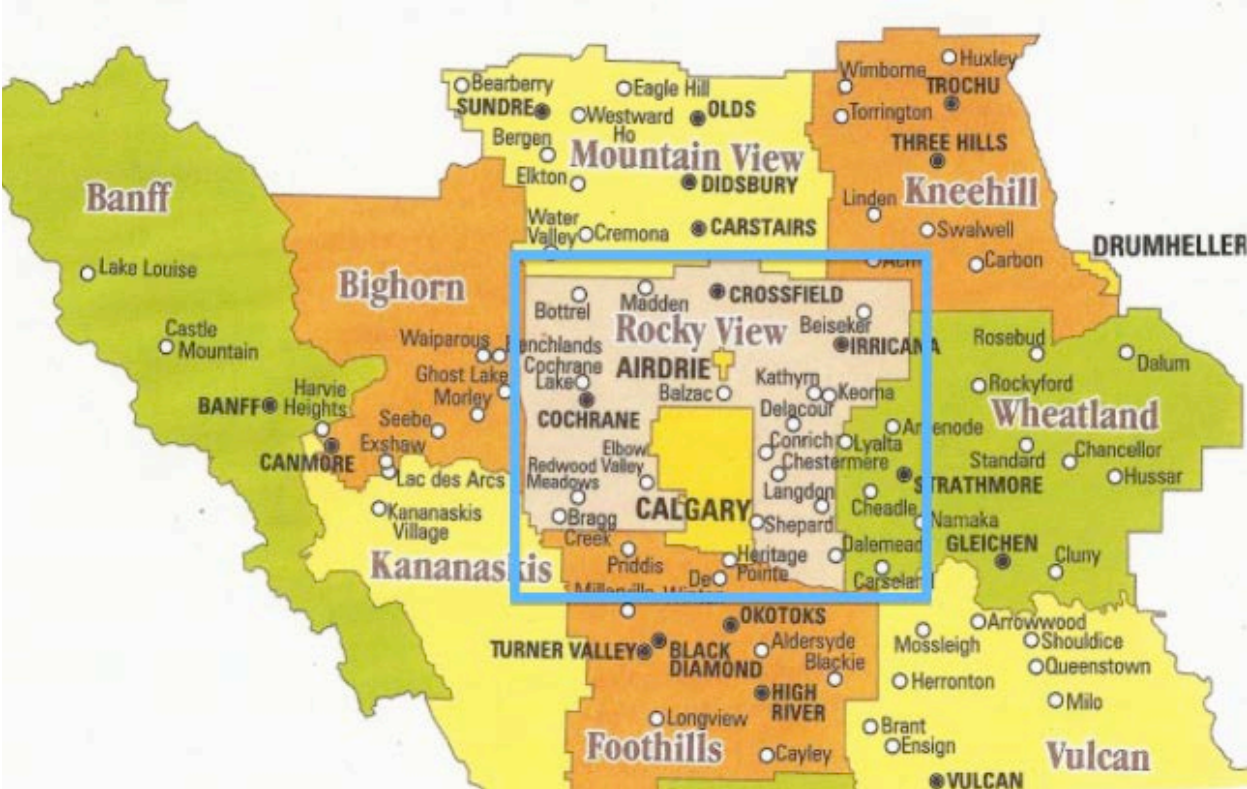 Bearberry
Eagle Hill
SUNDRE
Westward
Ho
OLDS
Bergen
Mountain View
Elkton
DIDSBURY
Water
Valley
Cremona
CARSTAIRS
Wimborne
Huxley
TROCHU
Torrington
THREE HILLS
Kneehill
Linden
Swalwell
Acme
Carbon
DRUMHELLER
Banff
Lake Louise
Castle
Mountain
BANFF
Harvie
Heights
CANMORE
Bighorn
Waiparous
Benchlands
Ghost Lake
Morley
Seebe
Exshaw
Lac des Arcs
Kananaskis
Village
Kananaskis
Bottrel
Madden
CROSSFIELD
Rocky View
Beiseker
IRRICANA
AIRDRIE
Cochrane
Lake
COCHRANE
Balzac
Kathyrn
Keoma
Delacour
Conrich
Chestermere
Langdon
Shepard
Elbow
Valley
Redwood
Meadows
Bragg
Creek
CALGARY
Dalemead
Lyalta
Ardenode
STRATHMORE
Cheadle
Namaka
Carseland
GLEICHEN
Cluny
Rosebud
Dalum
Rockyford
Wheatland
Standard
Chancellor
Hussar
Priddis
Heritage
Pointe
De
Winton
Millarville
OKOTOKS
TURNER VALLEY
BLACK
DIAMOND
Aldersyde
Blackie
HIGH
RIVER
Longview
Foothills
Cayley
Arrowwood
Mossleigh
Shouldice
Queenstown
Herronton
Milo
Brant
Ensign
Vulcan
VULCAN